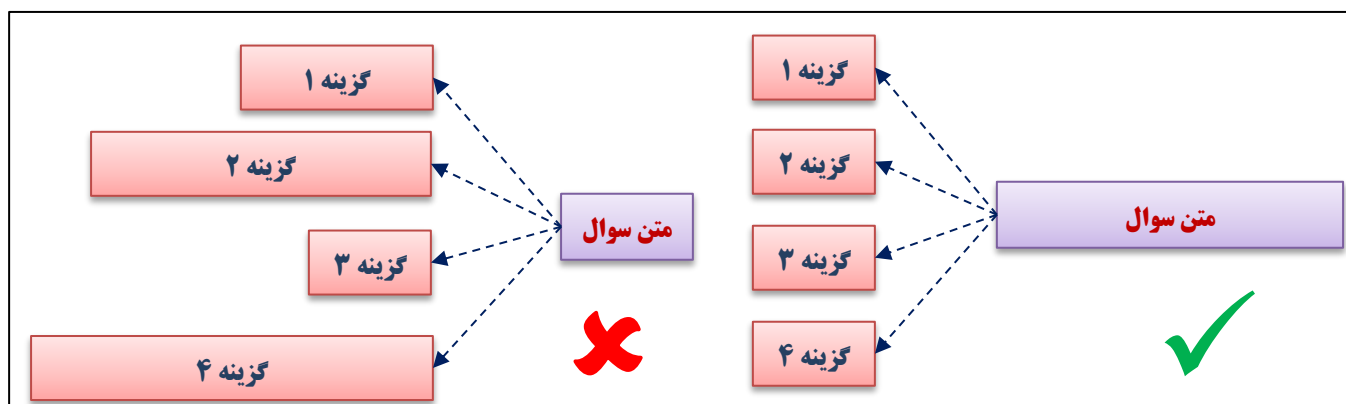 متن سوال
گزینه ۱
گزینه ۲
گزینه ۳
گزینه ۴
متن سوال
گزینه ۱
گزینه ۲
گزینه ۳
گزینه ۴